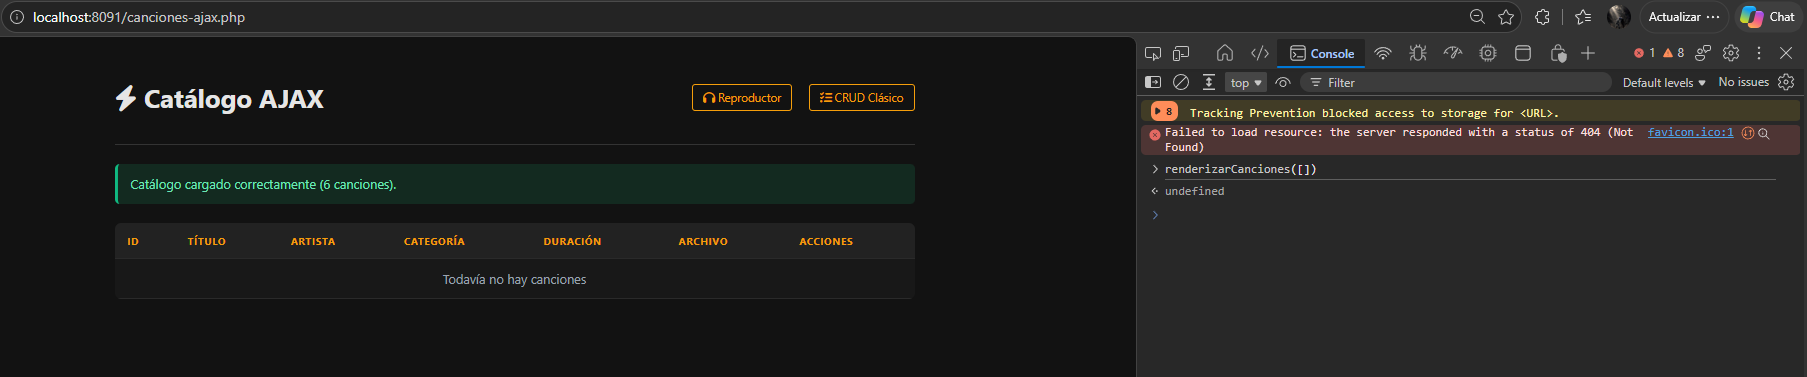 localhost:8091/canciones-ajax.php
Actualizar ···
Chat
Catálogo AJAX
Reproductor
CRUD Clásico
Catálogo cargado correctamente (6 canciones).
ID TÍTULO ARTISTA CATEGORÍA DURACIÓN ARCHIVO ACCIONES
Todavía no hay canciones
Console
1 8
top
Filter
Default levels
No issues
8 Tracking Prevention blocked access to storage for <URL>.
Failed to load resource: the server responded with a status of 404 (Not favicon.ico:1
Found)
renderizarCanciones([])
undefined